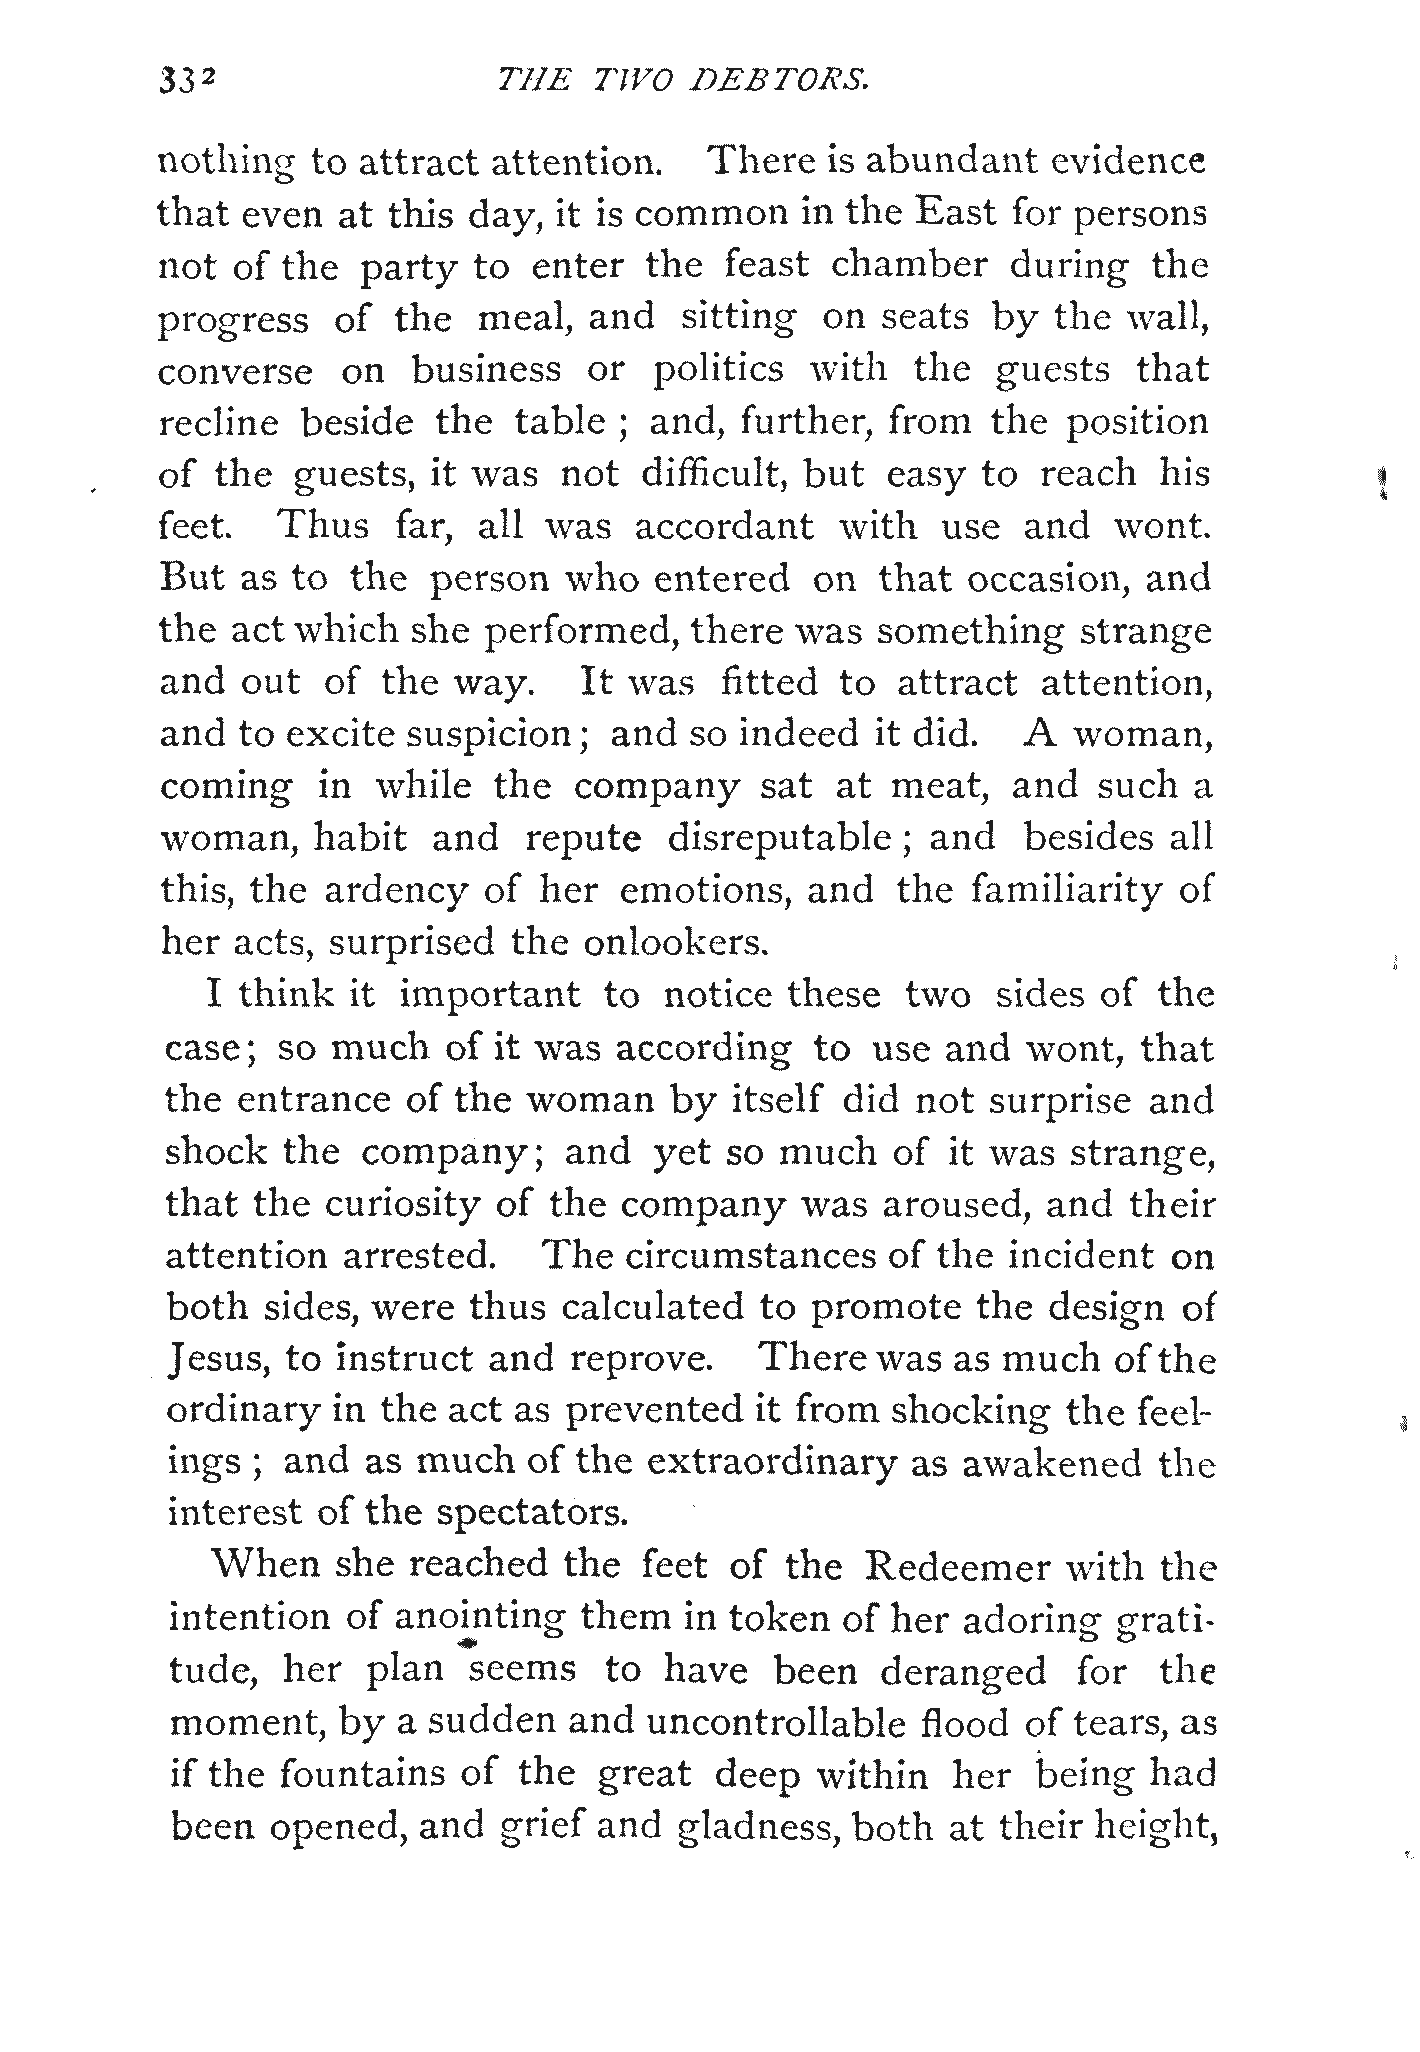 332 THE TWO DEBTORS.
nothing to attract attention. There is abundant evidence
that even at this day, it is common in the East for persons
not of the party to enter the feast chamber during the
progress of the meal, and sitting on seats by the wall,
converse on business or politics with the guests that
recline beside the table ; and, further, from the position
of the guests, it was not difficult, but easy to reach his
feet. Thus far, all was accordant with use and wont.
But as to the person who entered on that occasion, and
the act which she performed, there was something strange
and out of the way. It was fitted to attract attention,
and to excite suspicion ; and so indeed it did. A woman,
coming in while the company sat at meat, and such a
woman, habit and repute disreputable ; and besides all
this, the ardency of her emotions, and the familiarity of
her acts, surprised the onlookers.
I think it important to notice these two sides of the
case; so much of it was according to use and wont, that
the entrance of the woman by itself did not surprise and
shock the company; and yet so much of it was strange,
that the curiosity of the company was aroused, and their
attention arrested. The circumstances of the incident on
both sides, were thus calculated to promote the design of
Jesus, to instruct and reprove. There was as much of the
ordinary in the act as prevented it from shocking the feel-
ings ; and as much of the extraordinary as awakened the
interest of the spectators.
When she reached the feet of the Redeemer with the
intention of anointing them in token of her adoring grati-
tude, her plan seems to have been deranged for the
moment, by a sudden and uncontrollable flood of tears, as
if the fountains of the great deep within her being had
been opened, and grief and gladness, both at their height,